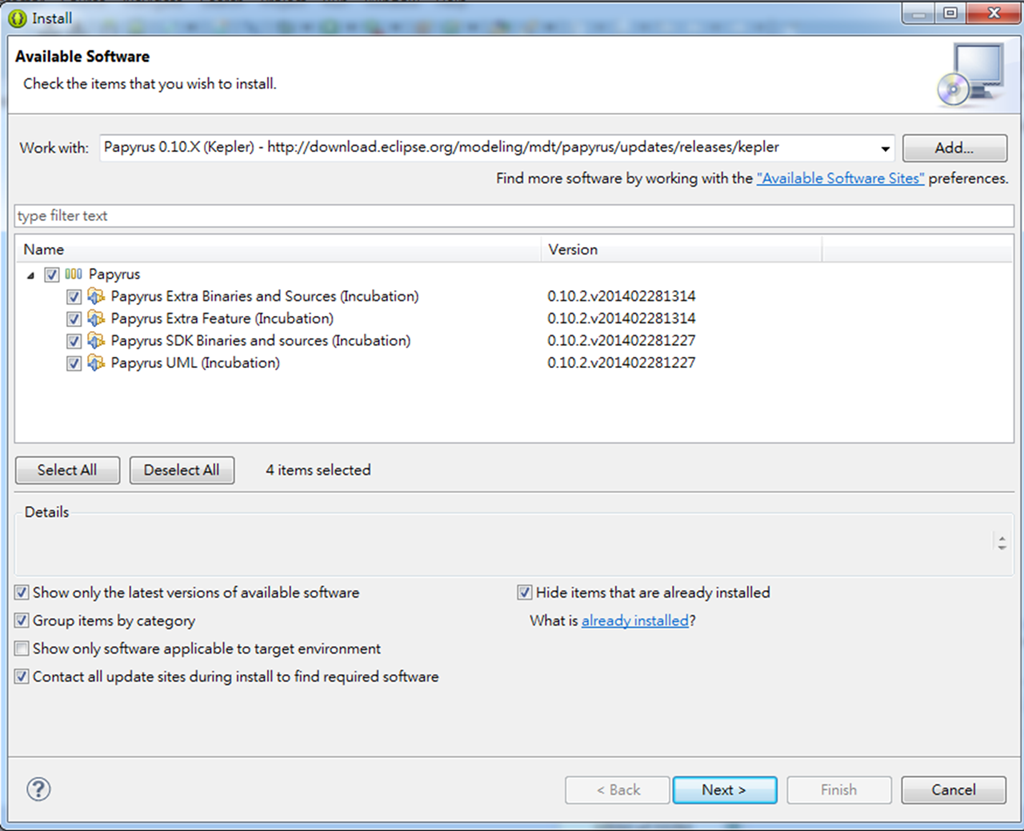 Install
Available Software
Check the items that you wish to install.
Work with: Papyrus 0.10.X (Kepler) - http://download.eclipse.org/modeling/mdt/papyrus/updates/releases/kepler Add...
Find more software by working with the "Available Software Sites" preferences.
type filter text
Name Version
Papyrus
Papyrus Extra Binaries and Sources (Incubation) 0.10.2.v201402281314
Papyrus Extra Feature (Incubation) 0.10.2.v201402281314
Papyrus SDK Binaries and sources (Incubation) 0.10.2.v201402281227
Papyrus UML (Incubation) 0.10.2.v201402281227
Select All Deselect All 4 items selected
Details
Show only the latest versions of available software Hide items that are already installed
Group items by category What is already installed?
Show only software applicable to target environment
Contact all update sites during install to find required software
? < Back Next > Finish Cancel